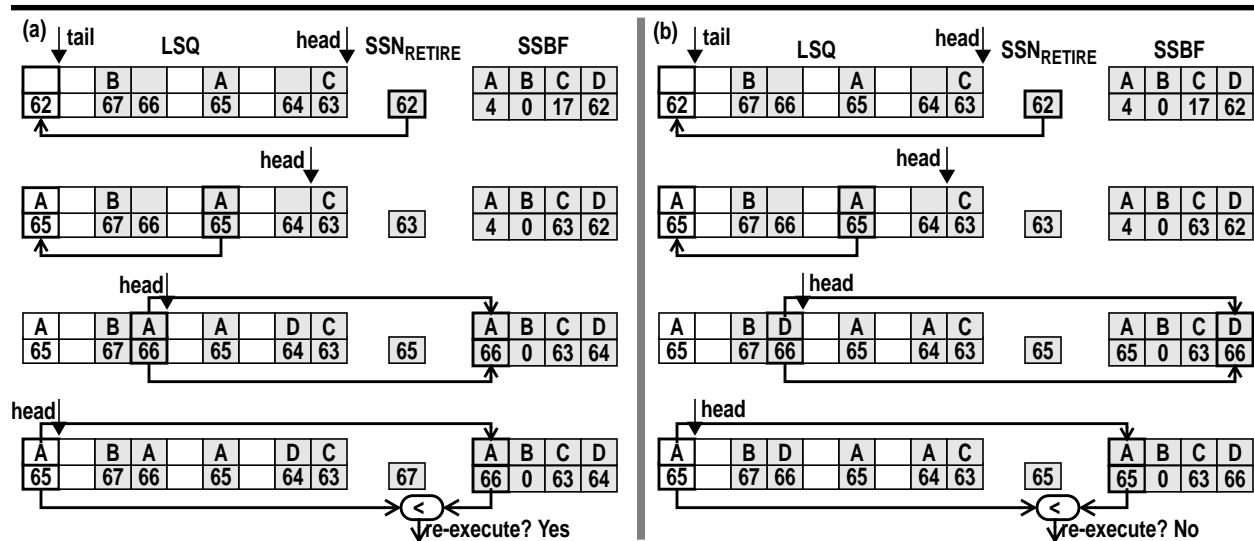 (a) tail LSQ head SSNRETIRE SSBF
B A C A B C D
62 67 66 65 64 63 62 4 0 17 62
head
A B A C A B C D
65 67 66 65 64 63 63 4 0 63 62
head
A B A A D C A B C D
65 67 66 65 64 63 65 66 0 63 64
head
A B A A D C A B C D
65 67 66 65 64 63 67 66 0 63 64
<
re-execute? Yes
(b) tail LSQ head SSNRETIRE SSBF
B A C A B C D
62 67 66 65 64 63 62 4 0 17 62
head
A B A C A B C D
65 67 66 65 64 63 63 4 0 63 62
head
A B D A A C A B C D
65 67 66 65 64 63 65 65 0 63 66
head
A B D A A C A B C D
65 67 66 65 64 63 65 65 0 63 66
<
re-execute? No